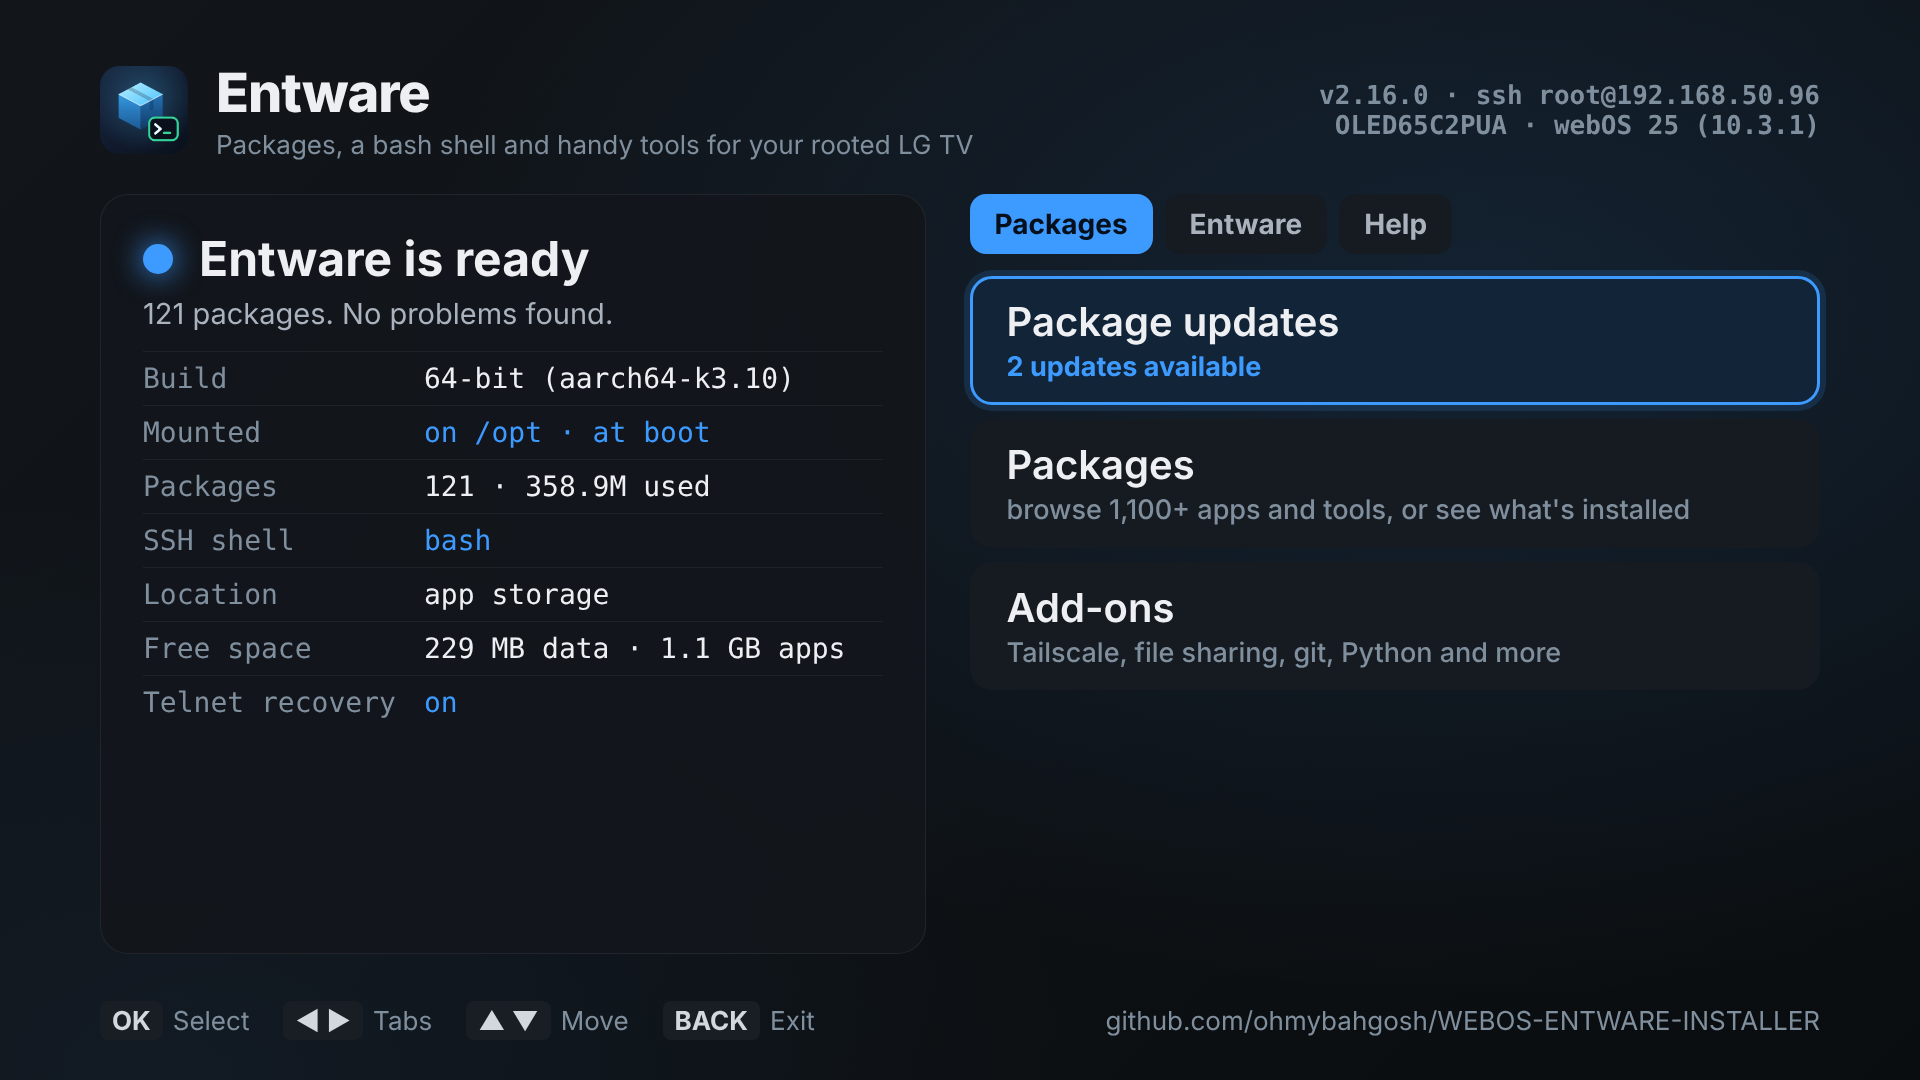 Entware
Packages, a bash shell and handy tools for your rooted LG TV
v2.16.0 · ssh root@192.168.50.96
OLED65C2PUA · webOS 25 (10.3.1)
Entware is ready
121 packages. No problems found.
Build 64-bit (aarch64-k3.10)
Mounted on /opt · at boot
Packages 121 · 358.9M used
SSH shell bash
Location app storage
Free space 229 MB data · 1.1 GB apps
Telnet recovery on
Packages Entware Help
Package updates
2 updates available
Packages
browse 1,100+ apps and tools, or see what's installed
Add-ons
Tailscale, file sharing, git, Python and more
OK Select ◀ ▶ Tabs ▲ ▼ Move BACK Exit
github.com/ohmybahgosh/WEBOS-ENTWARE-INSTALLER